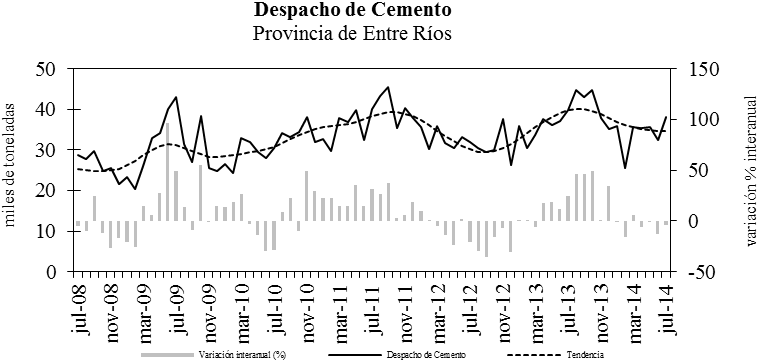 Despacho de Cemento
Provincia de Entre Ríos
miles de toneladas
50
40
30
20
10
0
variación % interanual
150
100
50
0
-50
jul-08
nov-08
mar-09
jul-09
nov-09
mar-10
jul-10
nov-10
mar-11
jul-11
nov-11
mar-12
jul-12
nov-12
mar-13
jul-13
nov-13
mar-14
jul-14
Variación interanual (%)
Despacho de Cemento
Tendencia